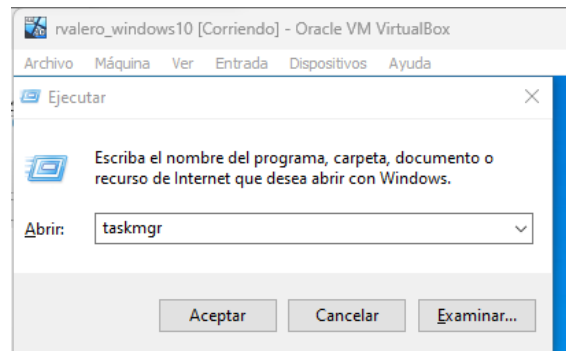 rvalero_windows10 [Corriendo] - Oracle VM VirtualBox
Archivo Máquina Ver Entrada Dispositivos Ayuda
Ejecutar
Escriba el nombre del programa, carpeta, documento o
recurso de Internet que desea abrir con Windows.
Abrir: taskmgr
Aceptar Cancelar Examinar...